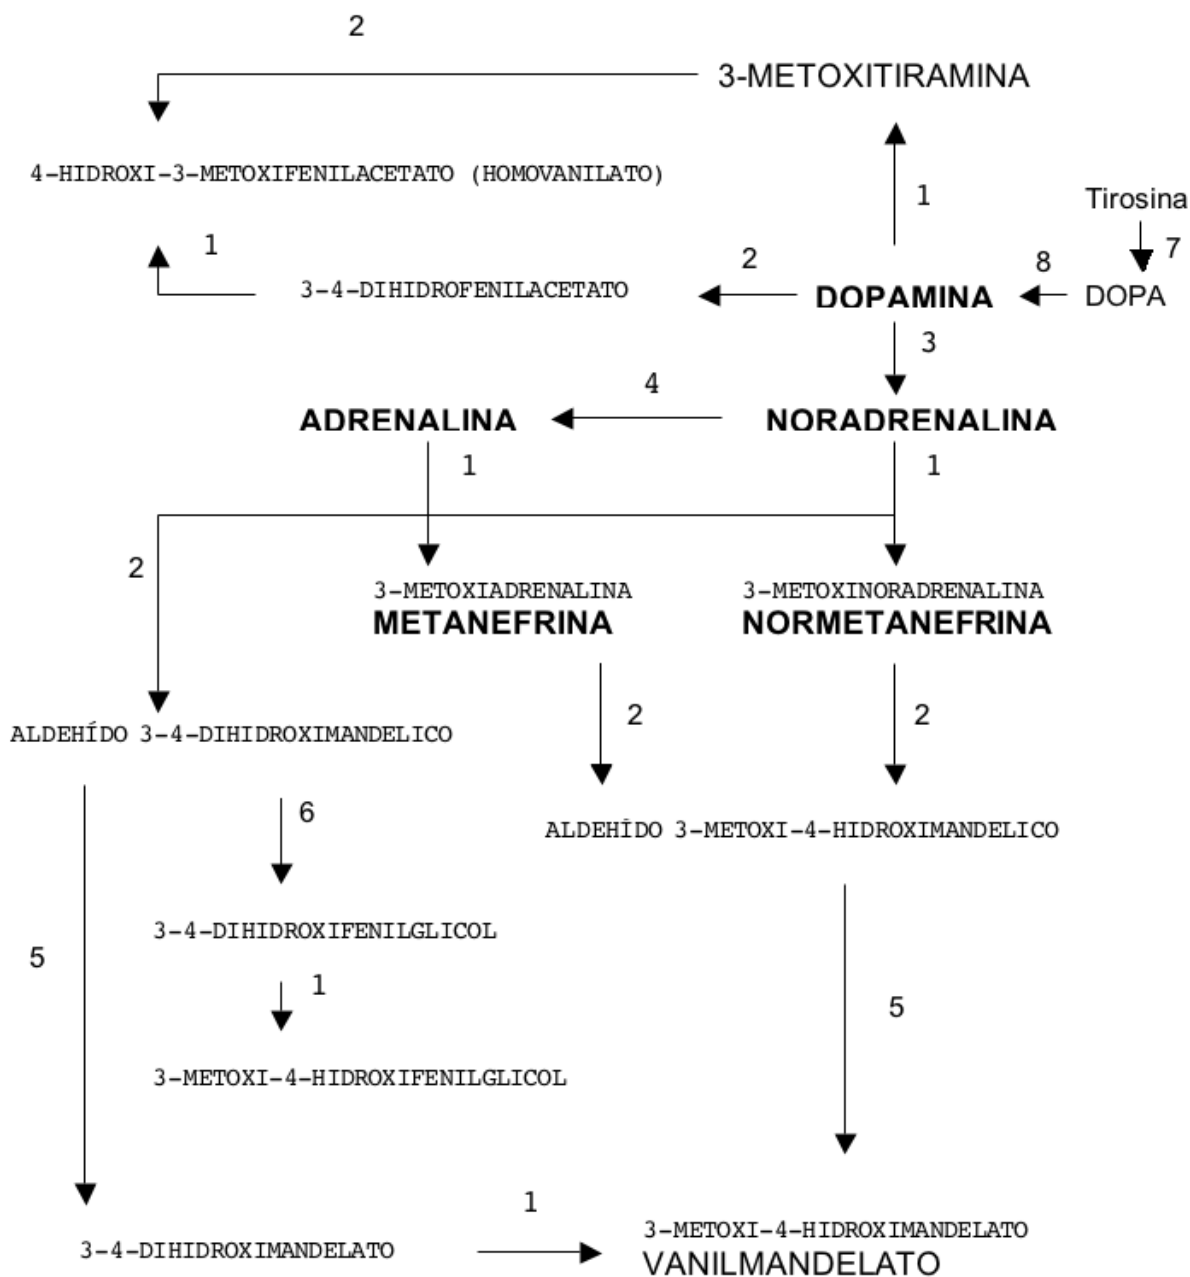 2
3-METOXITIRAMINA
4-HIDROXI-3-METOXIFENILACETATO (HOMOVANILATO)
1
Tirosina
1
2
8
7
3-4-DIHIDROFENILACETATO
DOPAMINA
DOPA
3
4
ADRENALINA
NORADRENALINA
1
1
2
3-METOXIADRENALINA
3-METOXINORADRENALINA
METANEFRINA
NORMETANEFRINA
2
2
ALDEHÍDO 3-4-DIHIDROXIMANDELICO
6
ALDEHÍDO 3-METOXI-4-HIDROXIMANDELICO
3-4-DIHIDROXIFENILGLICOL
5
1
5
3-METOXI-4-HIDROXIFENILGLICOL
1
3-METOXI-4-HIDROXIMANDELATO
3-4-DIHIDROXIMANDELATO
VANILMANDELATO